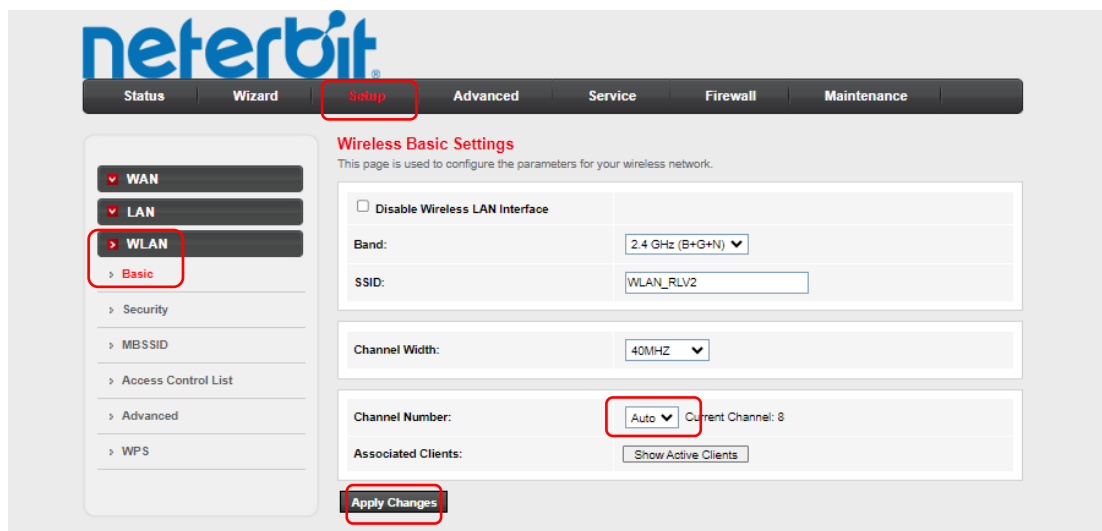 neterbit®
Status Wizard Setup Advanced Service Firewall Maintenance
WAN
LAN
WLAN
Basic
Security
MBSSID
Access Control List
Advanced
WPS
Wireless Basic Settings
This page is used to configure the parameters for your wireless network.
Disable Wireless LAN Interface
Band: 2.4 GHz (B+G+N)
SSID: WLAN_RLV2
Channel Width: 40MHZ
Channel Number: Auto Current Channel: 8
Associated Clients: Show Active Clients
Apply Changes